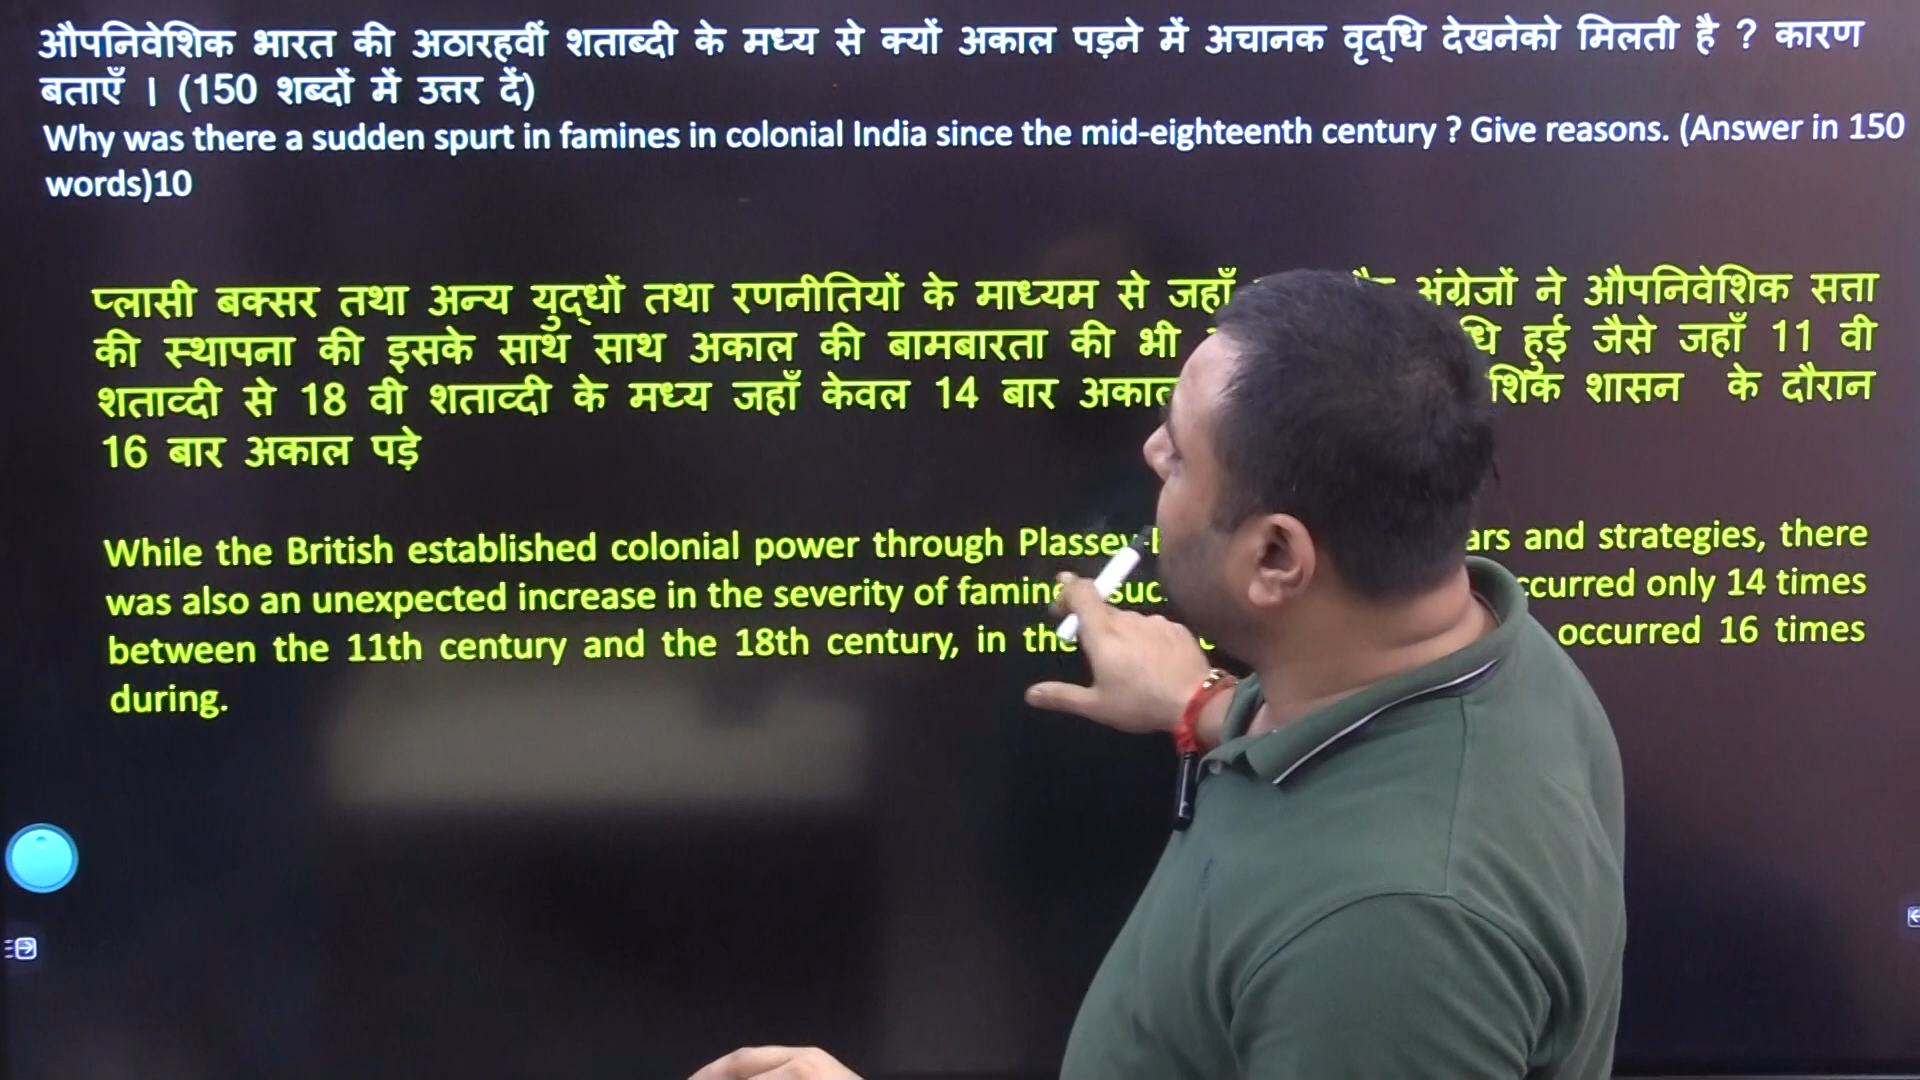 औपनिवेशिक भारत की अठारहवीं शताब्दी के मध्य से क्यों अकाल पड़ने में अचानक वृद्धि देखनेको मिलती है ? कारण
बताएँ । (150 शब्दों में उत्तर दें)
Why was there a sudden spurt in famines in colonial India since the mid-eighteenth century ? Give reasons. (Answer in 150
words)10
प्लासी बक्सर तथा अन्य युद्धों तथा रणनीतियों के माध्यम से जहाँ अंग्रेजों ने औपनिवेशिक सत्ता
की स्थापना की इसके साथ साथ अकाल की बामबारता की भी हुई जैसे जहाँ 11 वी
शताव्दी से 18 वी शताव्दी के मध्य जहाँ केवल 14 बार शासन के दौरान
16 बार अकाल पड़े
While the British established colonial power through Plassey and strategies, there
was also an unexpected increase in the severity of only 14 times
between the 11th century and the 18th century, in occurred 16 times
during.